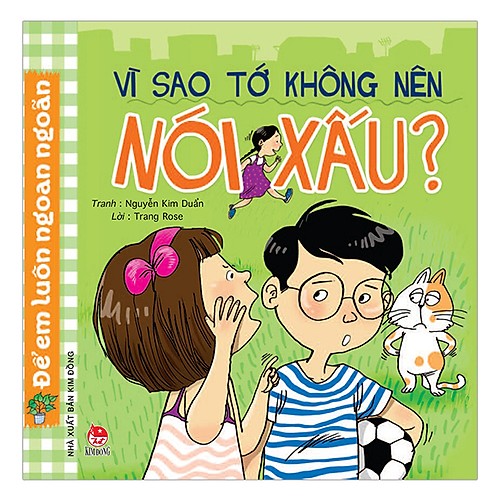 VÌ SAO TỚ KHÔNG NÊN
NÓI XẤU?
Tranh : Nguyễn Kim Duẩn
Lời : Trang Rose
Để em luôn ngoan ngoãn
NHÀ XUẤT BẢN KIM ĐỒNG
KIM ĐỒNG